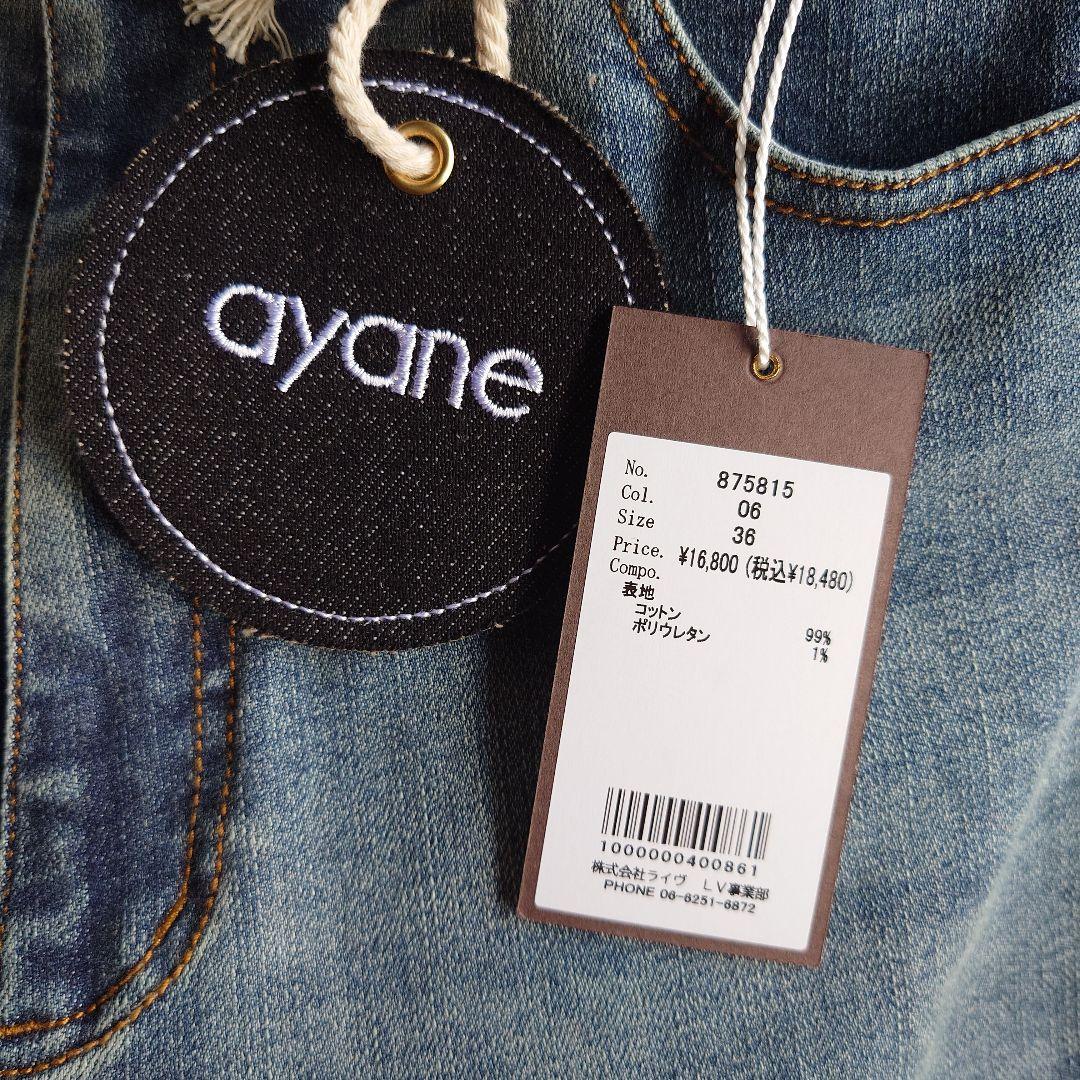 ayane
No. 875815
Col. 06
Size 36
Price. ¥16,800 (税込¥18,480)
Compo.
表地
コットン 99%
ポリウレタン 1%
1000000400861
株式会社ライヴ LV事業部
PHONE 06-6251-6872